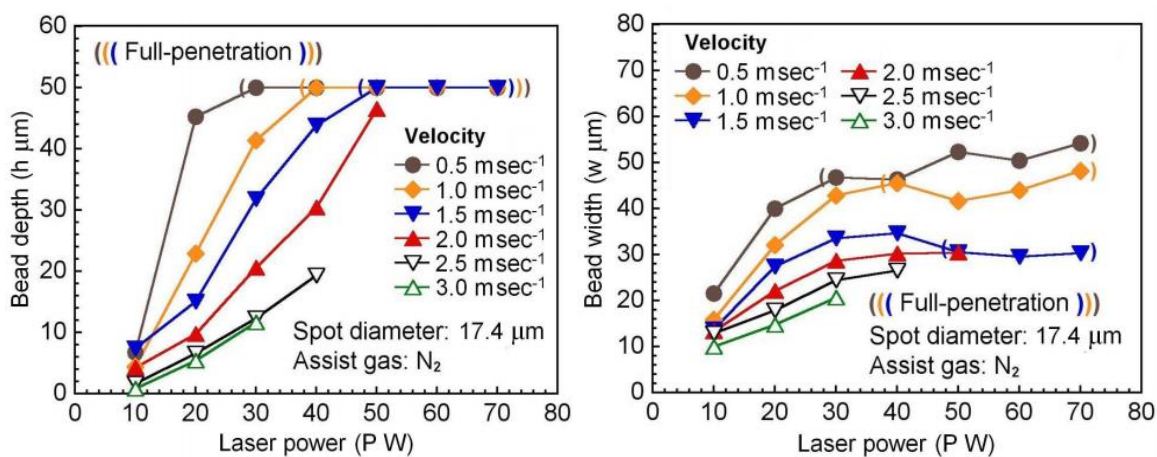 60
50
40
30
20
10
0
Bead depth (h μm)
(((Full-penetration)))
Velocity
0.5 msec⁻¹
1.0 msec⁻¹
1.5 msec⁻¹
2.0 msec⁻¹
2.5 msec⁻¹
3.0 msec⁻¹
Spot diameter: 17.4 μm
Assist gas: N₂
0 10 20 30 40 50 60 70 80
Laser power (P W)
80
70
60
50
40
30
20
10
0
Bead width (w μm)
Velocity
0.5 msec⁻¹ 2.0 msec⁻¹
1.0 msec⁻¹ 2.5 msec⁻¹
1.5 msec⁻¹ 3.0 msec⁻¹
(((Full-penetration)))
Spot diameter: 17.4 μm
Assist gas: N₂
0 10 20 30 40 50 60 70 80
Laser power (P W)